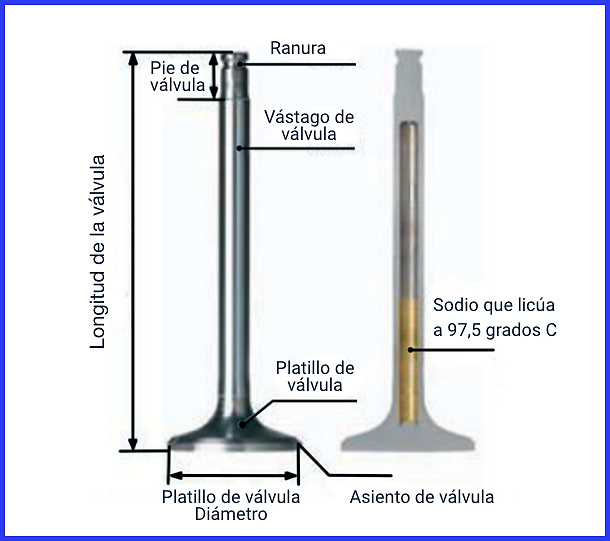 Ranura
Pie de
válvula
Vástago de
válvula
Longitud de la válvula
Sodio que licúa
a 97,5 grados C
Platillo de
válvula
Platillo de válvula
Diámetro
Asiento de válvula